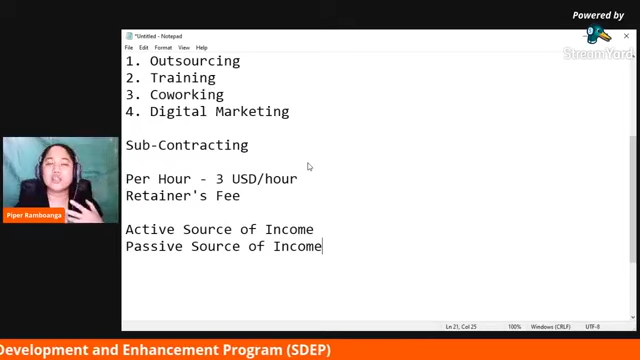 Powered by
StreamYard
*Untitled - Notepad
File Edit Format View Help
1. Outsourcing
2. Training
3. Coworking
4. Digital Marketing
Sub-Contracting
Per Hour - 3 USD/hour
Retainer's Fee
Active Source of Income
Passive Source of Income
Piper Ramboanga
Ln 21, Col 25 100% Windows (CRLF) UTF-8
Development and Enhancement Program (SDEP)